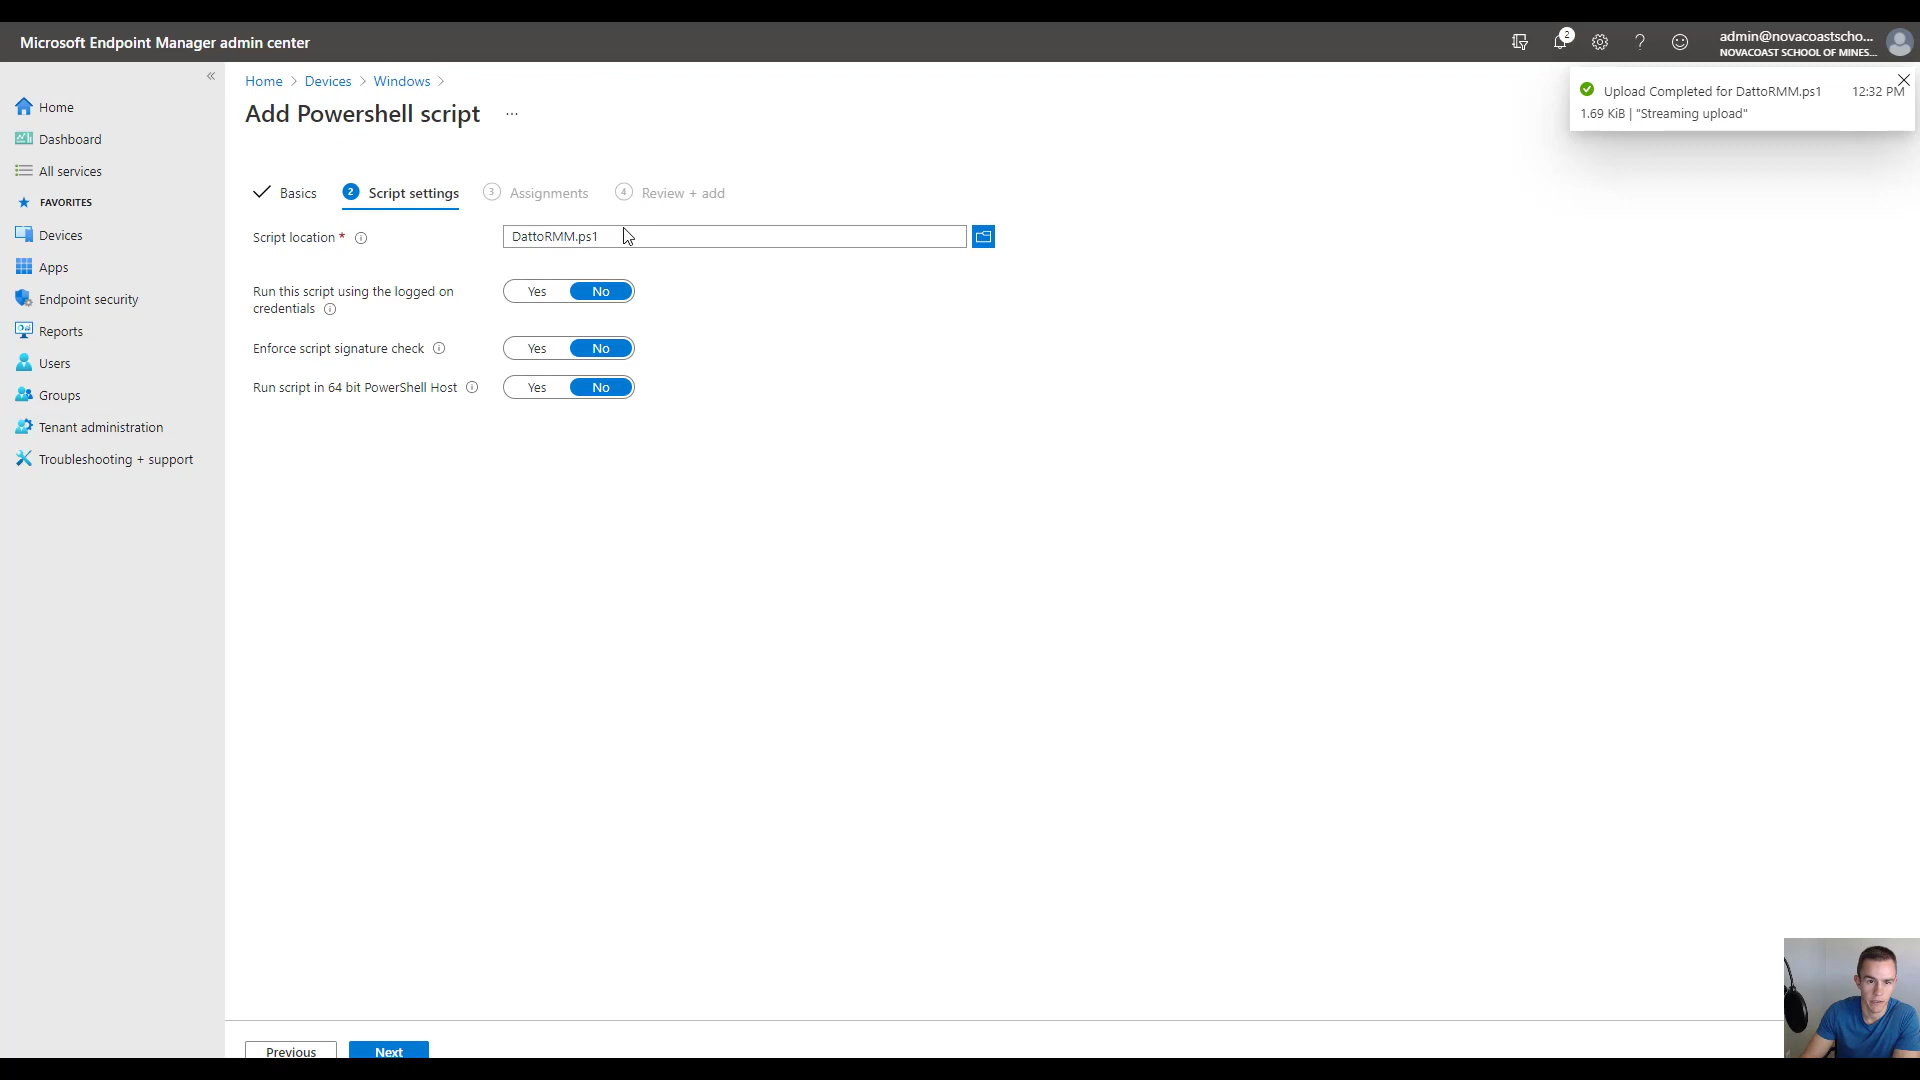 Microsoft Endpoint Manager admin center
2
admin@novacoastscho...
NOVACOAST SCHOOL OF MINES...
Home
Dashboard
All services
FAVORITES
Devices
Apps
Endpoint security
Reports
Users
Groups
Tenant administration
Troubleshooting + support
Home > Devices > Windows >
Add Powershell script ...
Upload Completed for DattoRMM.ps1 12:32 PM
1.69 KiB | "Streaming upload"
Basics 2 Script settings 3 Assignments 4 Review + add
Script location * DattoRMM.ps1
Run this script using the logged on
credentials
Yes No
Enforce script signature check Yes No
Run script in 64 bit PowerShell Host Yes No
Previous Next